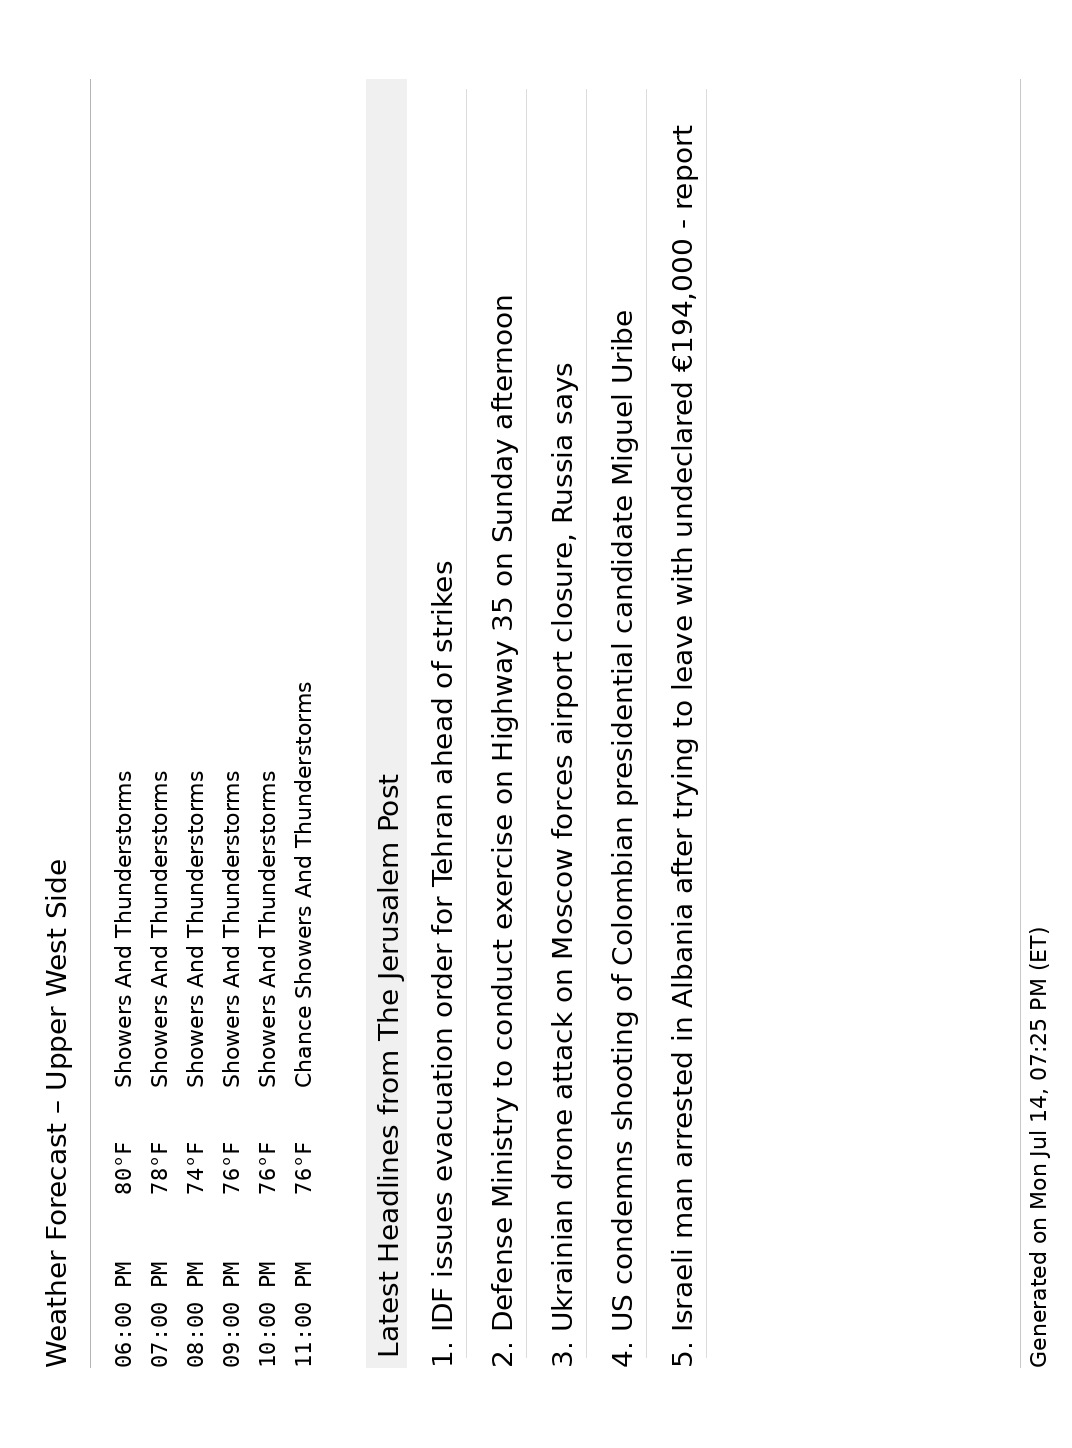 Weather Forecast – Upper West Side
06:00 PM 80°F Showers And Thunderstorms
07:00 PM 78°F Showers And Thunderstorms
08:00 PM 74°F Showers And Thunderstorms
09:00 PM 76°F Showers And Thunderstorms
10:00 PM 76°F Showers And Thunderstorms
11:00 PM 76°F Chance Showers And Thunderstorms
Latest Headlines from The Jerusalem Post
1. IDF issues evacuation order for Tehran ahead of strikes
2. Defense Ministry to conduct exercise on Highway 35 on Sunday afternoon
3. Ukrainian drone attack on Moscow forces airport closure, Russia says
4. US condemns shooting of Colombian presidential candidate Miguel Uribe
5. Israeli man arrested in Albania after trying to leave with undeclared €194,000 - report
Generated on Mon Jul 14, 07:25 PM (ET)